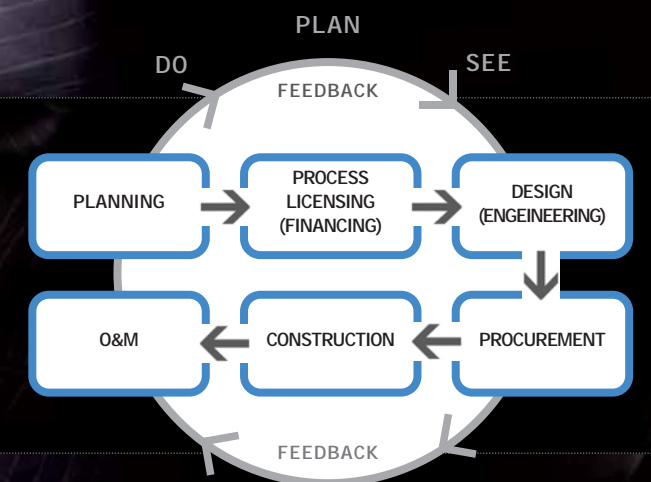 PLAN
DO
SEE
FEEDBACK
PLANNING
PROCESS
LICENSING
(FINANCING)
DESIGN
(ENGEINEERING)
O&M
CONSTRUCTION
PROCUREMENT
FEEDBACK